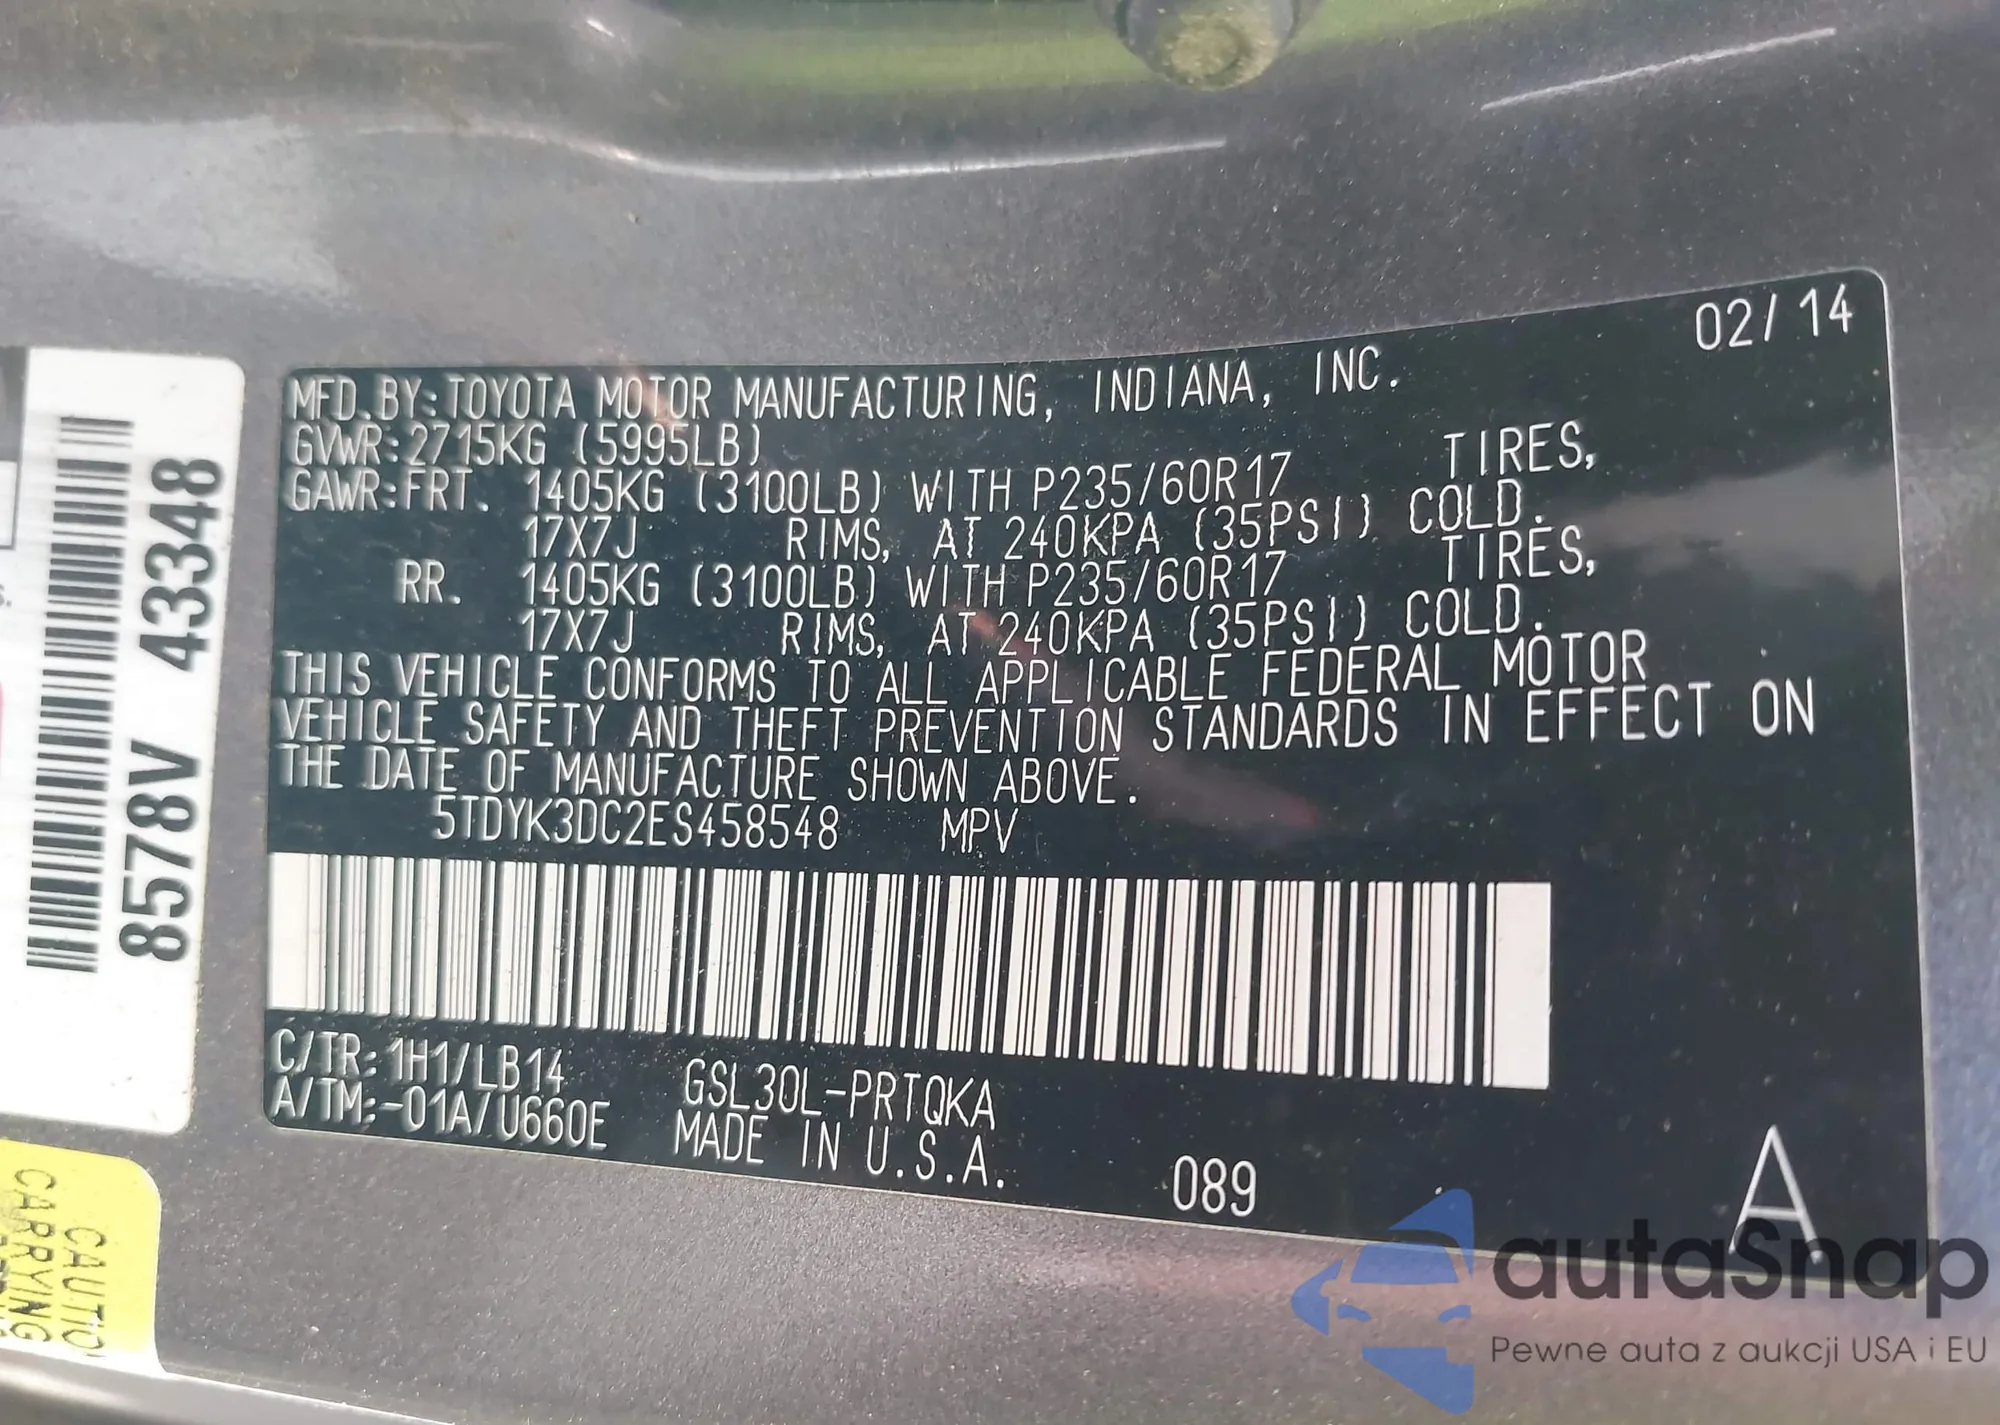 02/14
MFD.BY:TOYOTA MOTOR MANUFACTURING, INDIANA, INC.
GVWR:2715KG (5995LB)
GAWR:FRT. 1405KG (3100LB) WITH P235/60R17 TIRES,
17X7J RIMS, AT 240KPA (35PSI) COLD.
RR. 1405KG (3100LB) WITH P235/60R17 TIRES,
17X7J RIMS, AT 240KPA (35PSI) COLD.
THIS VEHICLE CONFORMS TO ALL APPLICABLE FEDERAL MOTOR
VEHICLE SAFETY AND THEFT PREVENTION STANDARDS IN EFFECT ON
THE DATE OF MANUFACTURE SHOWN ABOVE.
5TDYK3DC2ES458548 MPV
C/TR:1H1/LB14 GSL30L-PRTQKA
A/TM:-01A/U660E MADE IN U.S.A.
089
A
8578V 43348
CAUTIO
CARRYING
autaSnap
Pewne auta z aukcji USA i EU